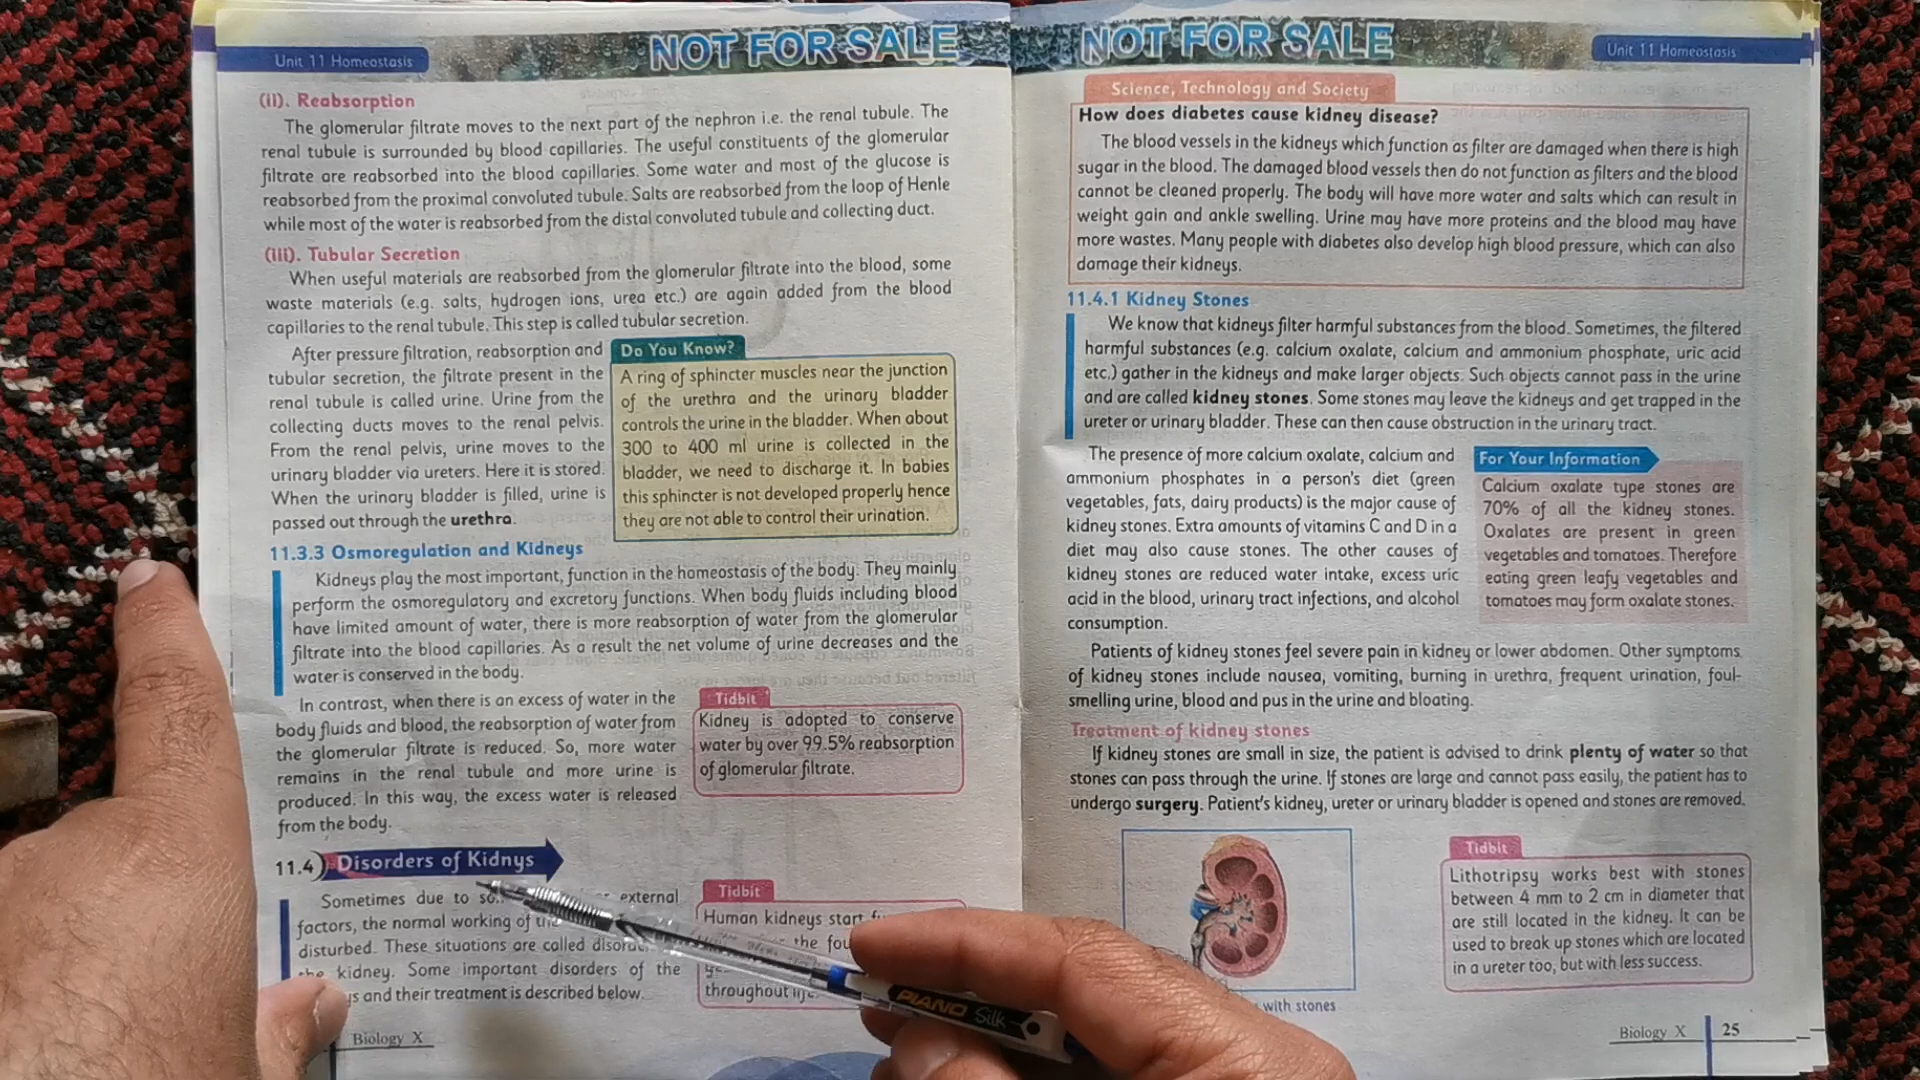 NOT FOR SALE
Unit 11 Homeostasis
(ii). Reabsorption
The glomerular filtrate moves to the next part of the nephron i.e. the renal tubule. The
renal tubule is surrounded by blood capillaries. The useful constituents of the glomerular
filtrate are reabsorbed into the blood capillaries. Some water and most of the glucose is
reabsorbed from the proximal convoluted tubule. Salts are reabsorbed from the loop of Henle
while most of the water is reabsorbed from the distal convoluted tubule and collecting duct.
(iii). Tubular Secretion
When useful materials are reabsorbed from the glomerular filtrate into the blood, some
waste materials (e.g. salts, hydrogen ions, urea etc.) are again added from the blood
capillaries to the renal tubule. This step is called tubular secretion.
After pressure filtration, reabsorption and
tubular secretion, the filtrate present in the
renal tubule is called urine. Urine from the
collecting ducts moves to the renal pelvis.
From the renal pelvis, urine moves to the
urinary bladder via ureters. Here it is stored.
When the urinary bladder is filled, urine is
passed out through the urethra.
Do You Know?
A ring of sphincter muscles near the junction
of the urethra and the urinary bladder
controls the urine in the bladder. When about
300 to 400 ml urine is collected in the
bladder, we need to discharge it. In babies
this sphincter is not developed properly hence
they are not able to control their urination.
11.3.3 Osmoregulation and Kidneys
Kidneys play the most important, function in the homeostasis of the body. They mainly
perform the osmoregulatory and excretory functions. When body fluids including blood
have limited amount of water, there is more reabsorption of water from the glomerular
filtrate into the blood capillaries. As a result the net volume of urine decreases and the
water is conserved in the body.
In contrast, when there is an excess of water in the
body fluids and blood, the reabsorption of water from
the glomerular filtrate is reduced. So, more water
remains in the renal tubule and more urine is
produced. In this way, the excess water is released
from the body.
Tidbit
Kidney is adopted to conserve
water by over 99.5% reabsorption
of glomerular filtrate.
11.4 Disorders of Kidnys
Sometimes due to external
factors, the normal working of
disturbed. These situations are called
kidney. Some important disorders of the
and their treatment is described below.
Tidbit
Human kidneys start
the
throughout
Biology X
NOT FOR SALE
Unit 11 Homeostasis
Science, Technology and Society
How does diabetes cause kidney disease?
The blood vessels in the kidneys which function as filter are damaged when there is high
sugar in the blood. The damaged blood vessels then do not function as filters and the blood
cannot be cleaned properly. The body will have more water and salts which can result in
weight gain and ankle swelling. Urine may have more proteins and the blood may have
more wastes. Many people with diabetes also develop high blood pressure, which can also
damage their kidneys.
11.4.1 Kidney Stones
We know that kidneys filter harmful substances from the blood. Sometimes, the filtered
harmful substances (e.g. calcium oxalate, calcium and ammonium phosphate, uric acid
etc.) gather in the kidneys and make larger objects. Such objects cannot pass in the urine
and are called kidney stones. Some stones may leave the kidneys and get trapped in the
ureter or urinary bladder. These can then cause obstruction in the urinary tract.
The presence of more calcium oxalate, calcium and
ammonium phosphates in a person's diet (green
vegetables, fats, dairy products) is the major cause of
kidney stones. Extra amounts of vitamins C and D in a
diet may also cause stones. The other causes of
kidney stones are reduced water intake, excess uric
acid in the blood, urinary tract infections, and alcohol
consumption.
For Your Information
Calcium oxalate type stones are
70% of all the kidney stones.
Oxalates are present in green
vegetables and tomatoes. Therefore
eating green leafy vegetables and
tomatoes may form oxalate stones.
Patients of kidney stones feel severe pain in kidney or lower abdomen. Other symptoms
of kidney stones include nausea, vomiting, burning in urethra, frequent urination, foul-
smelling urine, blood and pus in the urine and bloating.
Treatment of kidney stones
If kidney stones are small in size, the patient is advised to drink plenty of water so that
stones can pass through the urine. If stones are large and cannot pass easily, the patient has to
undergo surgery. Patient's kidney, ureter or urinary bladder is opened and stones are removed.
with stones
Tidbit
Lithotripsy works best with stones
between 4 mm to 2 cm in diameter that
are still located in the kidney. It can be
used to break up stones which are located
in a ureter too, but with less success.
Biology X 25
PIANO Silk